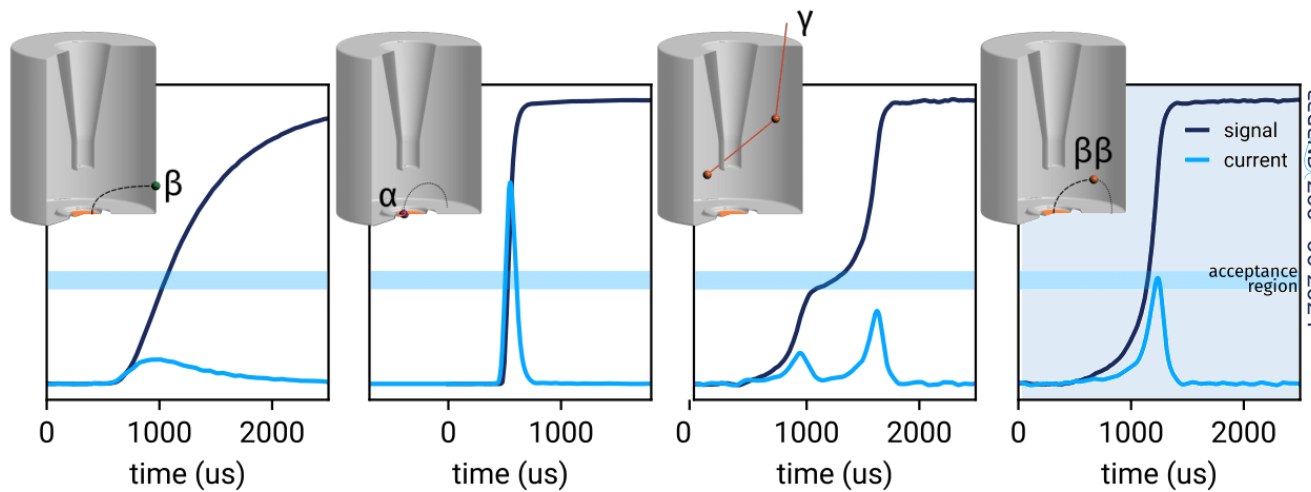 γ
β
α
ββ
signal
current
acceptance
region
0
1000
2000
0
1000
0
1000
2000
0
1000
2000
time (us)
time (us)
time (us)
time (us)